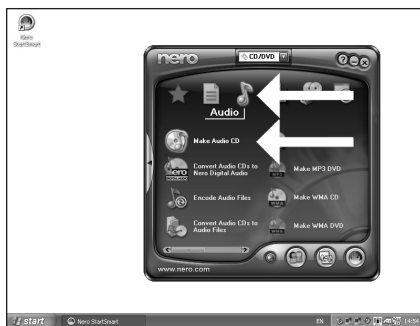 Nero
StartSmart
nero
CD/DVD
Audio
Make Audio CD
Convert Audio CDs to
Nero Digital Audio
Make MP3 DVD
Encode Audio Files
Make WMA CD
Convert Audio CDs to
Audio Files
Make WMA DVD
www.nero.com
start
Nero StartSmart
EN
14:54